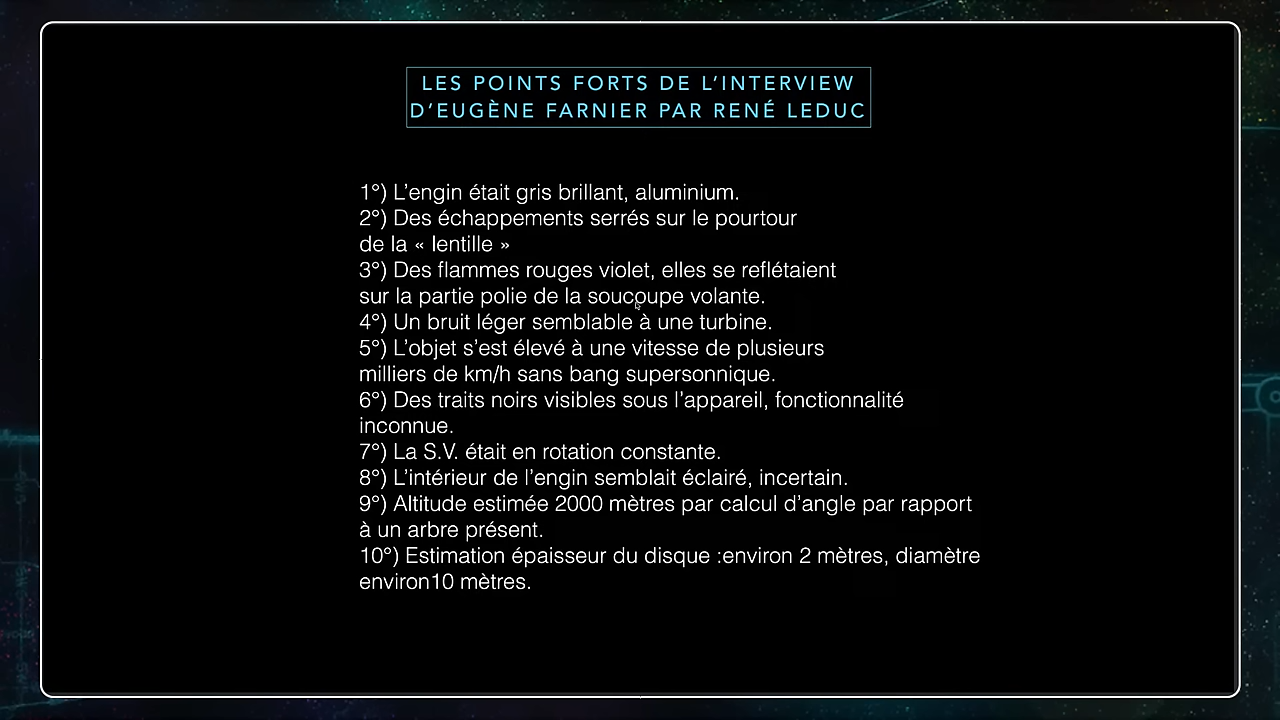 LES POINTS FORTS DE L’INTERVIEW
D’EUGÈNE FARNIER PAR RENÉ LEDUC
1°) L’engin était gris brillant, aluminium.
2°) Des échappements serrés sur le pourtour
de la « lentille »
3°) Des flammes rouges violet, elles se reflétaient
sur la partie polie de la soucoupe volante.
4°) Un bruit léger semblable à une turbine.
5°) L’objet s’est élevé à une vitesse de plusieurs
milliers de km/h sans bang supersonnique.
6°) Des traits noirs visibles sous l’appareil, fonctionnalité
inconnue.
7°) La S.V. était en rotation constante.
8°) L’intérieur de l’engin semblait éclairé, incertain.
9°) Altitude estimée 2000 mètres par calcul d’angle par rapport
à un arbre présent.
10°) Estimation épaisseur du disque :environ 2 mètres, diamètre
environ10 mètres.